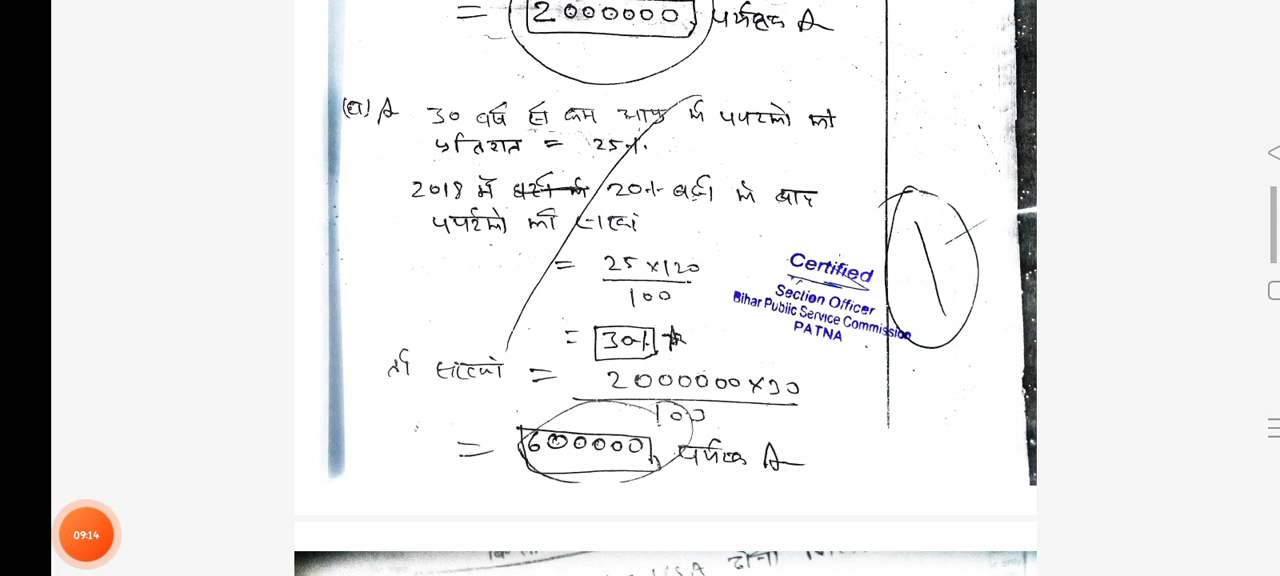 = 2000000, पर्यटक A
(ब) A 30 वर्ष से कम आयु के पर्यटकों का
प्रतिशत = 25%.
2018 में 20% वृद्धि के बाद
पर्यटकों की संख्या
= 25 × 120
100
= 30%
= 2000000 × 30
100
= 600000, पर्यटक A
Certified
Section Officer
Bihar Public Service Commission
PATNA
09:14
USA